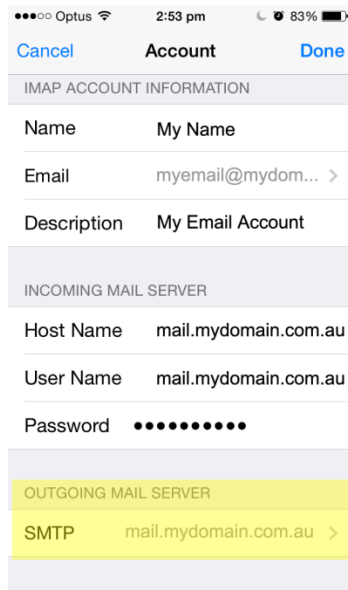 Optus 2:53 pm 83%
Cancel Account Done
IMAP ACCOUNT INFORMATION
Name My Name
Email myemail@mydom... >
Description My Email Account
INCOMING MAIL SERVER
Host Name mail.mydomain.com.au
User Name mail.mydomain.com.au
Password ●●●●●●●●●●
OUTGOING MAIL SERVER
SMTP mail.mydomain.com.au >